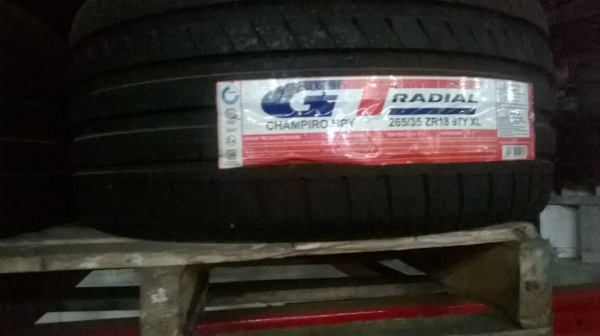 GT RADIAL
CHAMPIRO HPY 265/35 ZR18 97Y XL